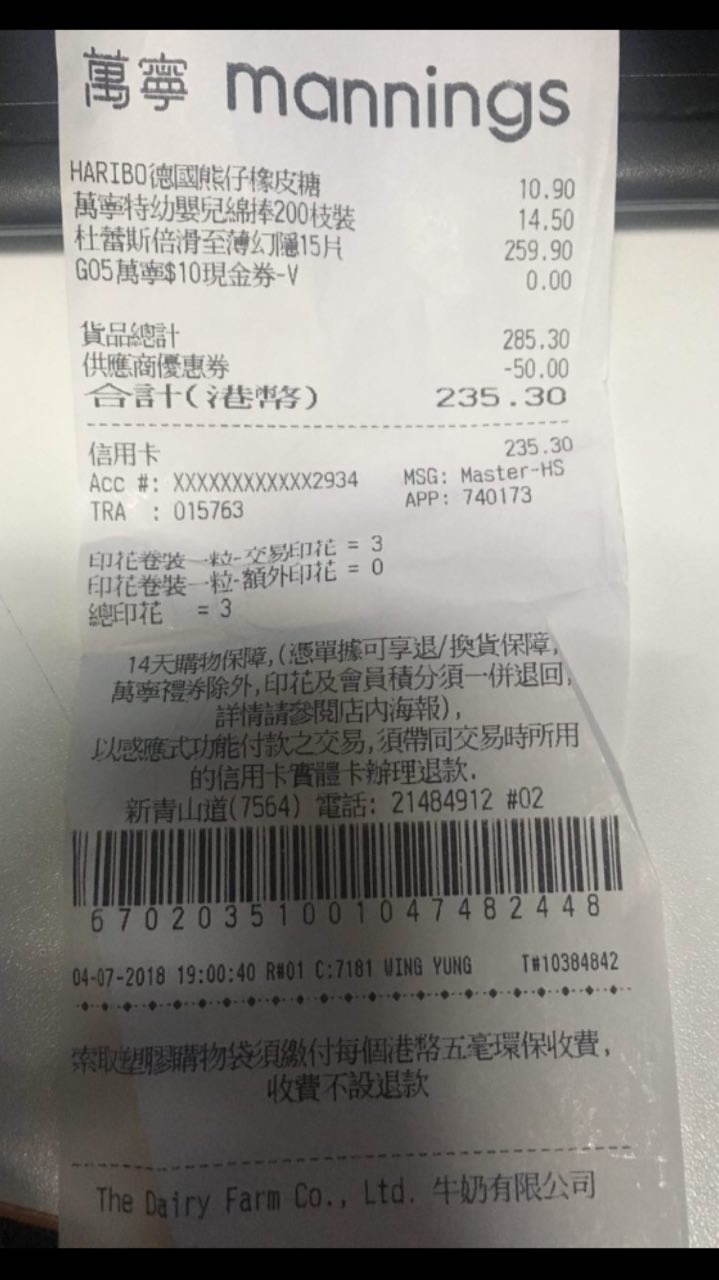 萬寧 mannings
HARIBO德國熊仔橡皮糖 10.90
萬寧特幼嬰兒綿捧200枝裝 14.50
杜蕾斯倍滑至薄幻隱15片 259.90
G05萬寧$10現金券-V 0.00
貨品總計 285.30
供應商優惠券 -50.00
合計(港幣) 235.30
信用卡 235.30
Acc #: XXXXXXXXXXXX2934 MSG: Master-HS
TRA : 015763 APP: 740173
印花卷裝一粒-交易印花 = 3
印花卷裝一粒-額外印花 = 0
總印花 = 3
14天購物保障,(憑單據可享退/換貨保障,
萬寧禮券除外,印花及會員積分須一併退回,
詳情請參閱店內海報),
以感應式功能付款之交易,須帶同交易時所用
的信用卡實體卡辦理退款.
新青山道(7564) 電話: 21484912 #02
67020351001047482448
04-07-2018 19:00:40 R#01 C:7181 WING YUNG T#10384842
索取塑膠購物袋須繳付每個港幣五毫環保收費,
收費不設退款
The Dairy Farm Co., Ltd. 牛奶有限公司